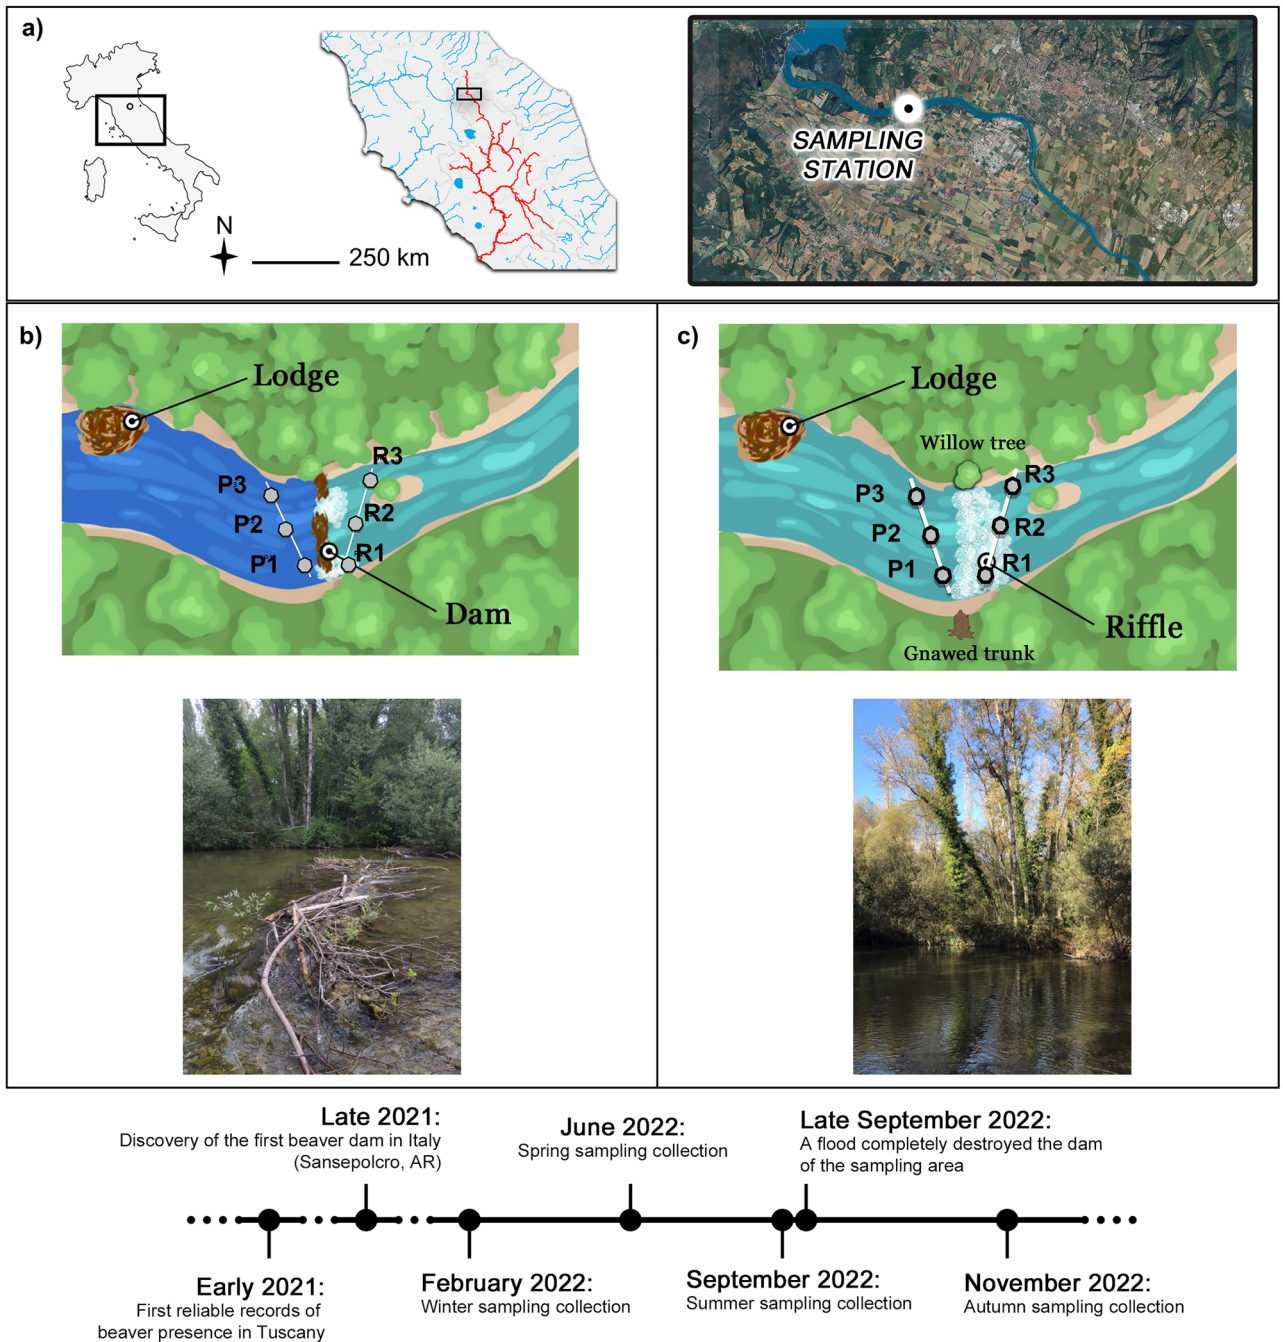 a)
N
250 km
SAMPLING
STATION
b)
Lodge
P3
P2
P1
R3
R2
R1
Dam
c)
Lodge
Willow tree
P3
P2
P1
R3
R2
R1
Riffle
Gnawed trunk
Late 2021:
Discovery of the first beaver dam in Italy
(Sansepolcro, AR)
June 2022:
Spring sampling collection
Late September 2022:
A flood completely destroyed the dam
of the sampling area
Early 2021:
First reliable records of
beaver presence in Tuscany
February 2022:
Winter sampling collection
September 2022:
Summer sampling collection
November 2022:
Autumn sampling collection